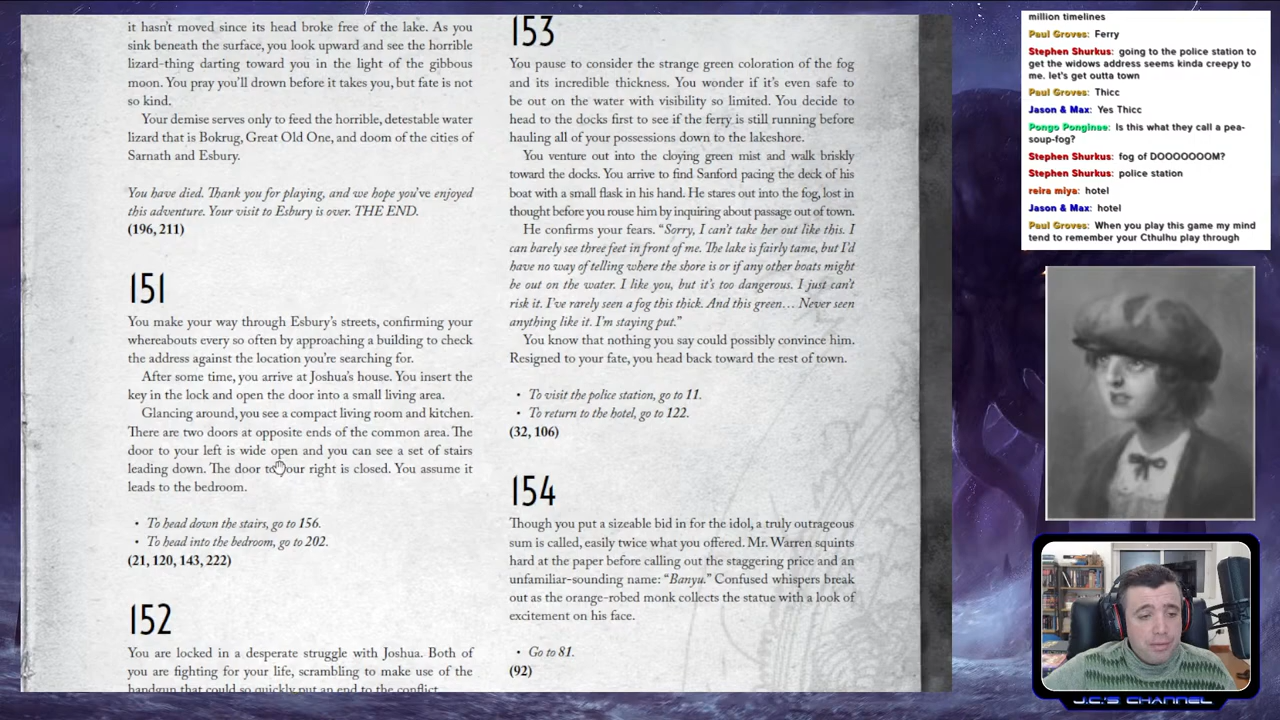 it hasn't moved since its head broke free of the lake. As you
sink beneath the surface, you look upward and see the horrible
lizard-thing darting toward you in the light of the gibbous
moon. You pray you'll drown before it reaches you. Fate is not
so kind.
Your demise serves only to feed the terrible, unstoppable water
lizard that is Bokrug, Great Old One and doom of the cities of
Sarnath and Esbury.
You have died. Thank you for playing, and we hope you've enjoyed
this adventure. Your visit to Esbury is over. THE END.
(196, 211)
151
You make your way through Esbury's streets, confirming your
whereabouts every so often by approaching a building to check
the address against the location you're searching for.
After some time, you arrive at Joshua's house. You insert the
key in the lock and open the door into a small living area.
Glancing around, you see a compact living room and kitchen.
There are two doors at opposite ends of the common area. The
door to your left is wide open and you can see a set of stairs
leading down. The door to your right is closed. You assume it
leads to the bedroom.
• To head down the stairs, go to 156.
• To head into the bedroom, go to 202.
(21, 120, 143, 222)
152
You are locked in a desperate struggle with Joshua. Both of
you are fighting for your life, scrambling to make use of the
handgun that could so quickly put an end to the conflict.
153
You pause to consider the strange green coloration of the fog
and its incredible thickness. You wonder if it's even safe to
be out on the water with visibility so limited. You decide to
head to the docks first to see if the ferry is still running before
hauling all of your possessions down to the lakeshore.
You venture out into the cloying green mist and walk briskly
toward the docks. You arrive to find Sanford pacing the deck of his
boat with a small flask in his hand. He stares out into the fog, lost in
thought before you rouse him by inquiring about passage out of town.
He confirms your fears. "Sorry, I can't take her out like this. I
can barely see three feet in front of me. The lake is fairly tame, but I'd
have no way of telling where the shore is or if any other boats might
be out on the water. I like you, but it's too dangerous. I just can't
risk it. I've rarely seen a fog this thick. And this green… Never seen
anything like it. I'm staying put."
You know that nothing you say could possibly convince him.
Resigned to your fate, you head back toward the rest of town.
• To visit the police station, go to 11.
• To return to the hotel, go to 122.
(32, 106)
154
Though you put a sizeable bid in for the idol, a truly outrageous
sum is called, easily twice what you offered. Mr. Warren squints
hard at the paper before calling out the staggering price and an
unfamiliar-sounding name: "Banyu." Confused whispers break
out as the orange-robed monk collects the statue with a look of
excitement on his face.
• Go to 81.
(92)
million timelines
Paul Groves: Ferry
Stephen Shurkus: going to the police station to
get the widows address seems kinda creepy to
me. let's get outta town
Paul Groves: Thicc
Jason & Max: Yes Thicc
Pongo Ponginae: Is this what they call a pea-
soup-fog?
Stephen Shurkus: fog of DOOOOOOOM?
Stephen Shurkus: police station
reira miya: hotel
Jason & Max: hotel
Paul Groves: When you play this game my mind
tend to remember your Cthulhu play through
J.C.'S CHANNEL